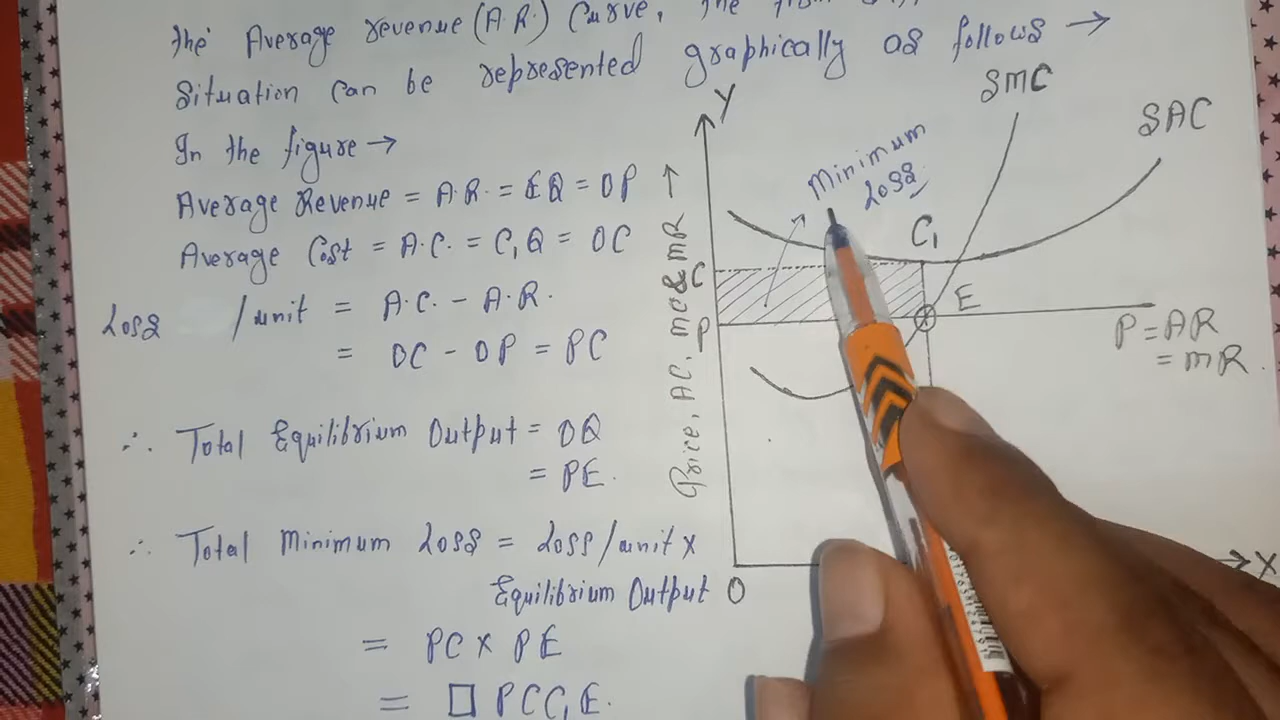 the Average revenue (A.R.) Curve, The
Situation can be represented graphically as follows →
In the figure →
Average Revenue = A.R. = EQ = OP
Average Cost = A.C. = C₁Q = OC
Loss /unit = A.C. - A.R.
= OC - OP = PC
∴ Total Equilibrium Output = OQ
= PE.
∴ Total Minimum Loss = Loss/unit x
Equilibrium Output
= PC x PE
= □ PCC₁E.
Y
SMC
SAC
Minimum
Loss
C₁
C
E
P
P = AR
= MR.
Price, AC, MC & MR →
O
X